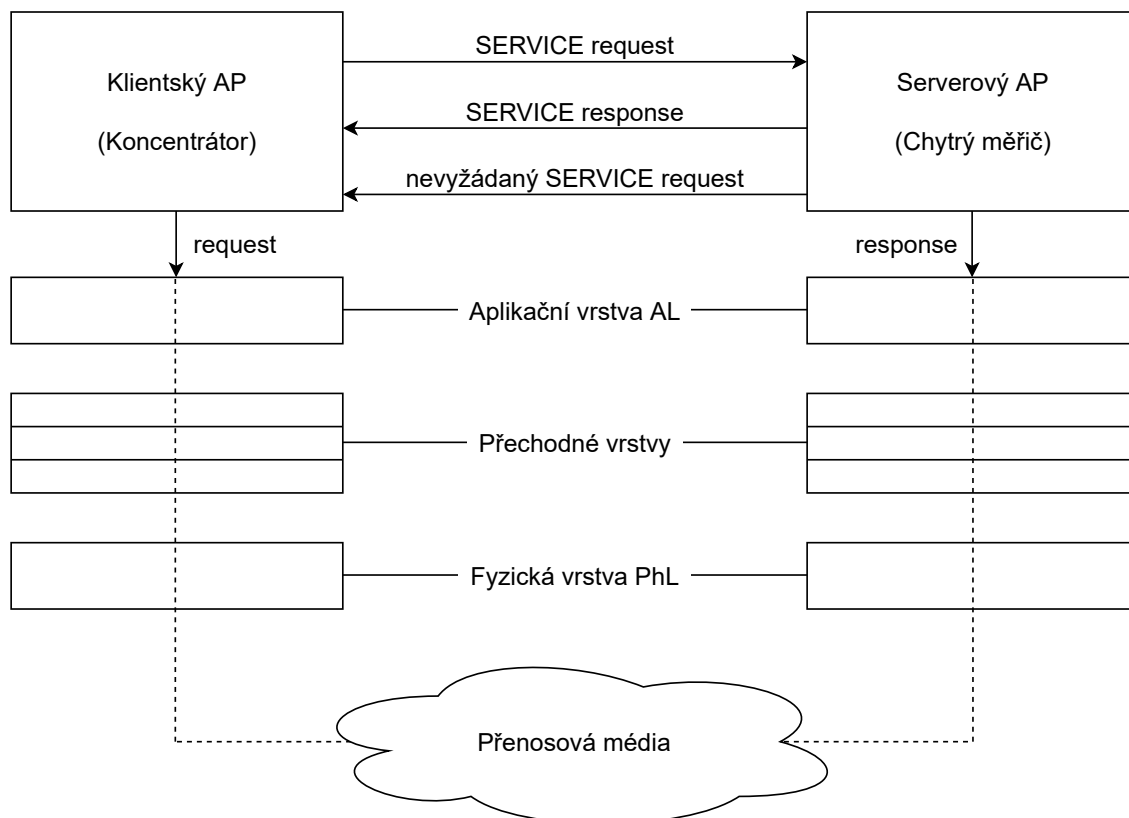 Klientský AP
(Koncentrátor)
SERVICE request
SERVICE response
nevyžádaný SERVICE request
Serverový AP
(Chytrý měřič)
request
response
Aplikační vrstva AL
Přechodné vrstvy
Fyzická vrstva PhL
Přenosová média